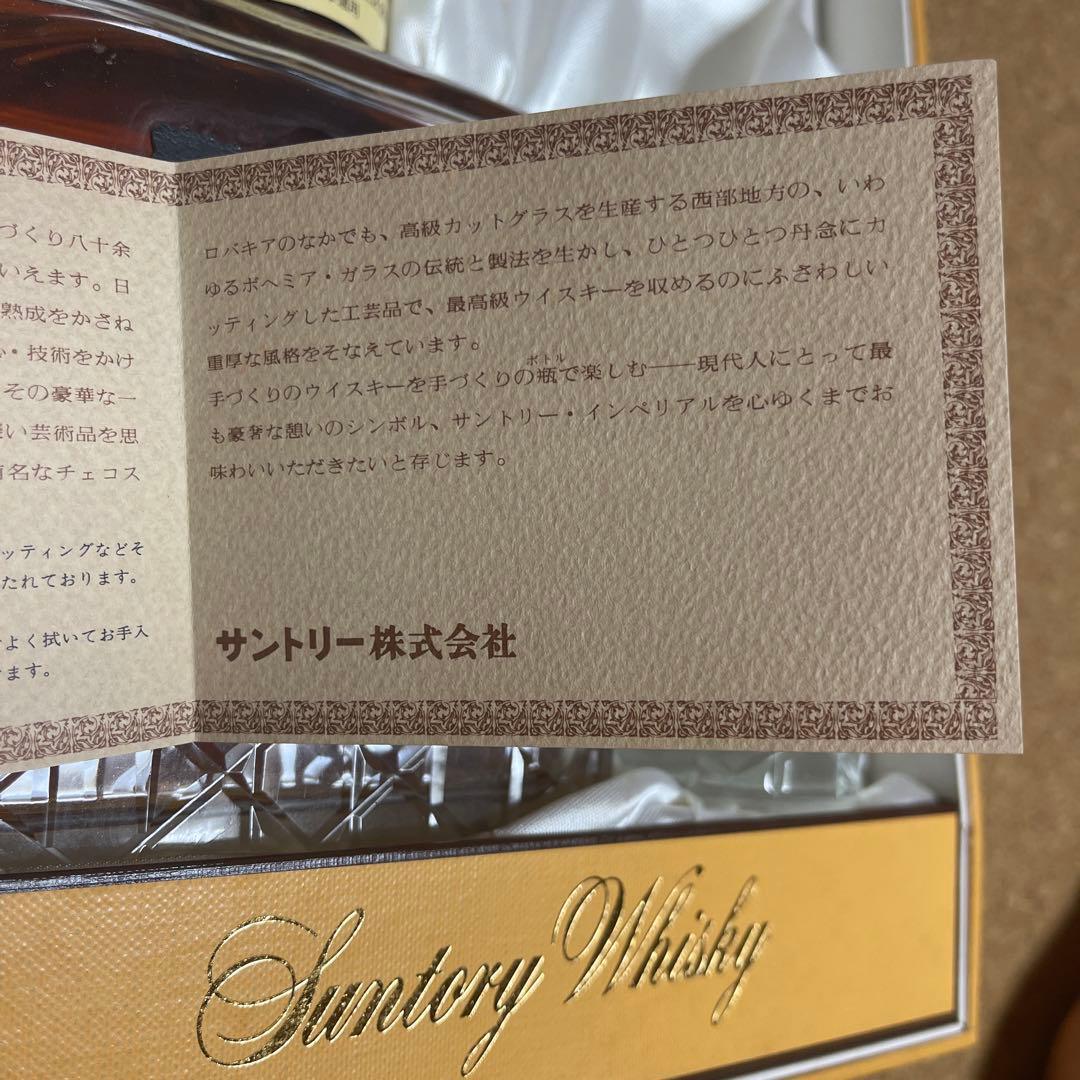 づくり八十余
いえます。日
熟成をかさね
・技術をかけ
その豪華な一
い芸術品を思
名なチェコス
ッティングなどそ
たれております。
よく拭いてお手入
ます。
ロバキアのなかでも、高級カットグラスを生産する西部地方の、いわ
ゆるボヘミア・ガラスの伝統と製法を生かし、ひとつひとつ丹念にカ
ッティングした工芸品で、最高級ウイスキーを収めるのにふさわしい
重厚な風格をそなえています。
ボトル
手づくりのウイスキーを手づくりの瓶で楽しむ——現代人にとって最
も豪奢な憩いのシンボル、サントリー・インペリアルを心ゆくまでお
味わいいただきたいと存じます。
サントリー株式会社
Suntory Whisky